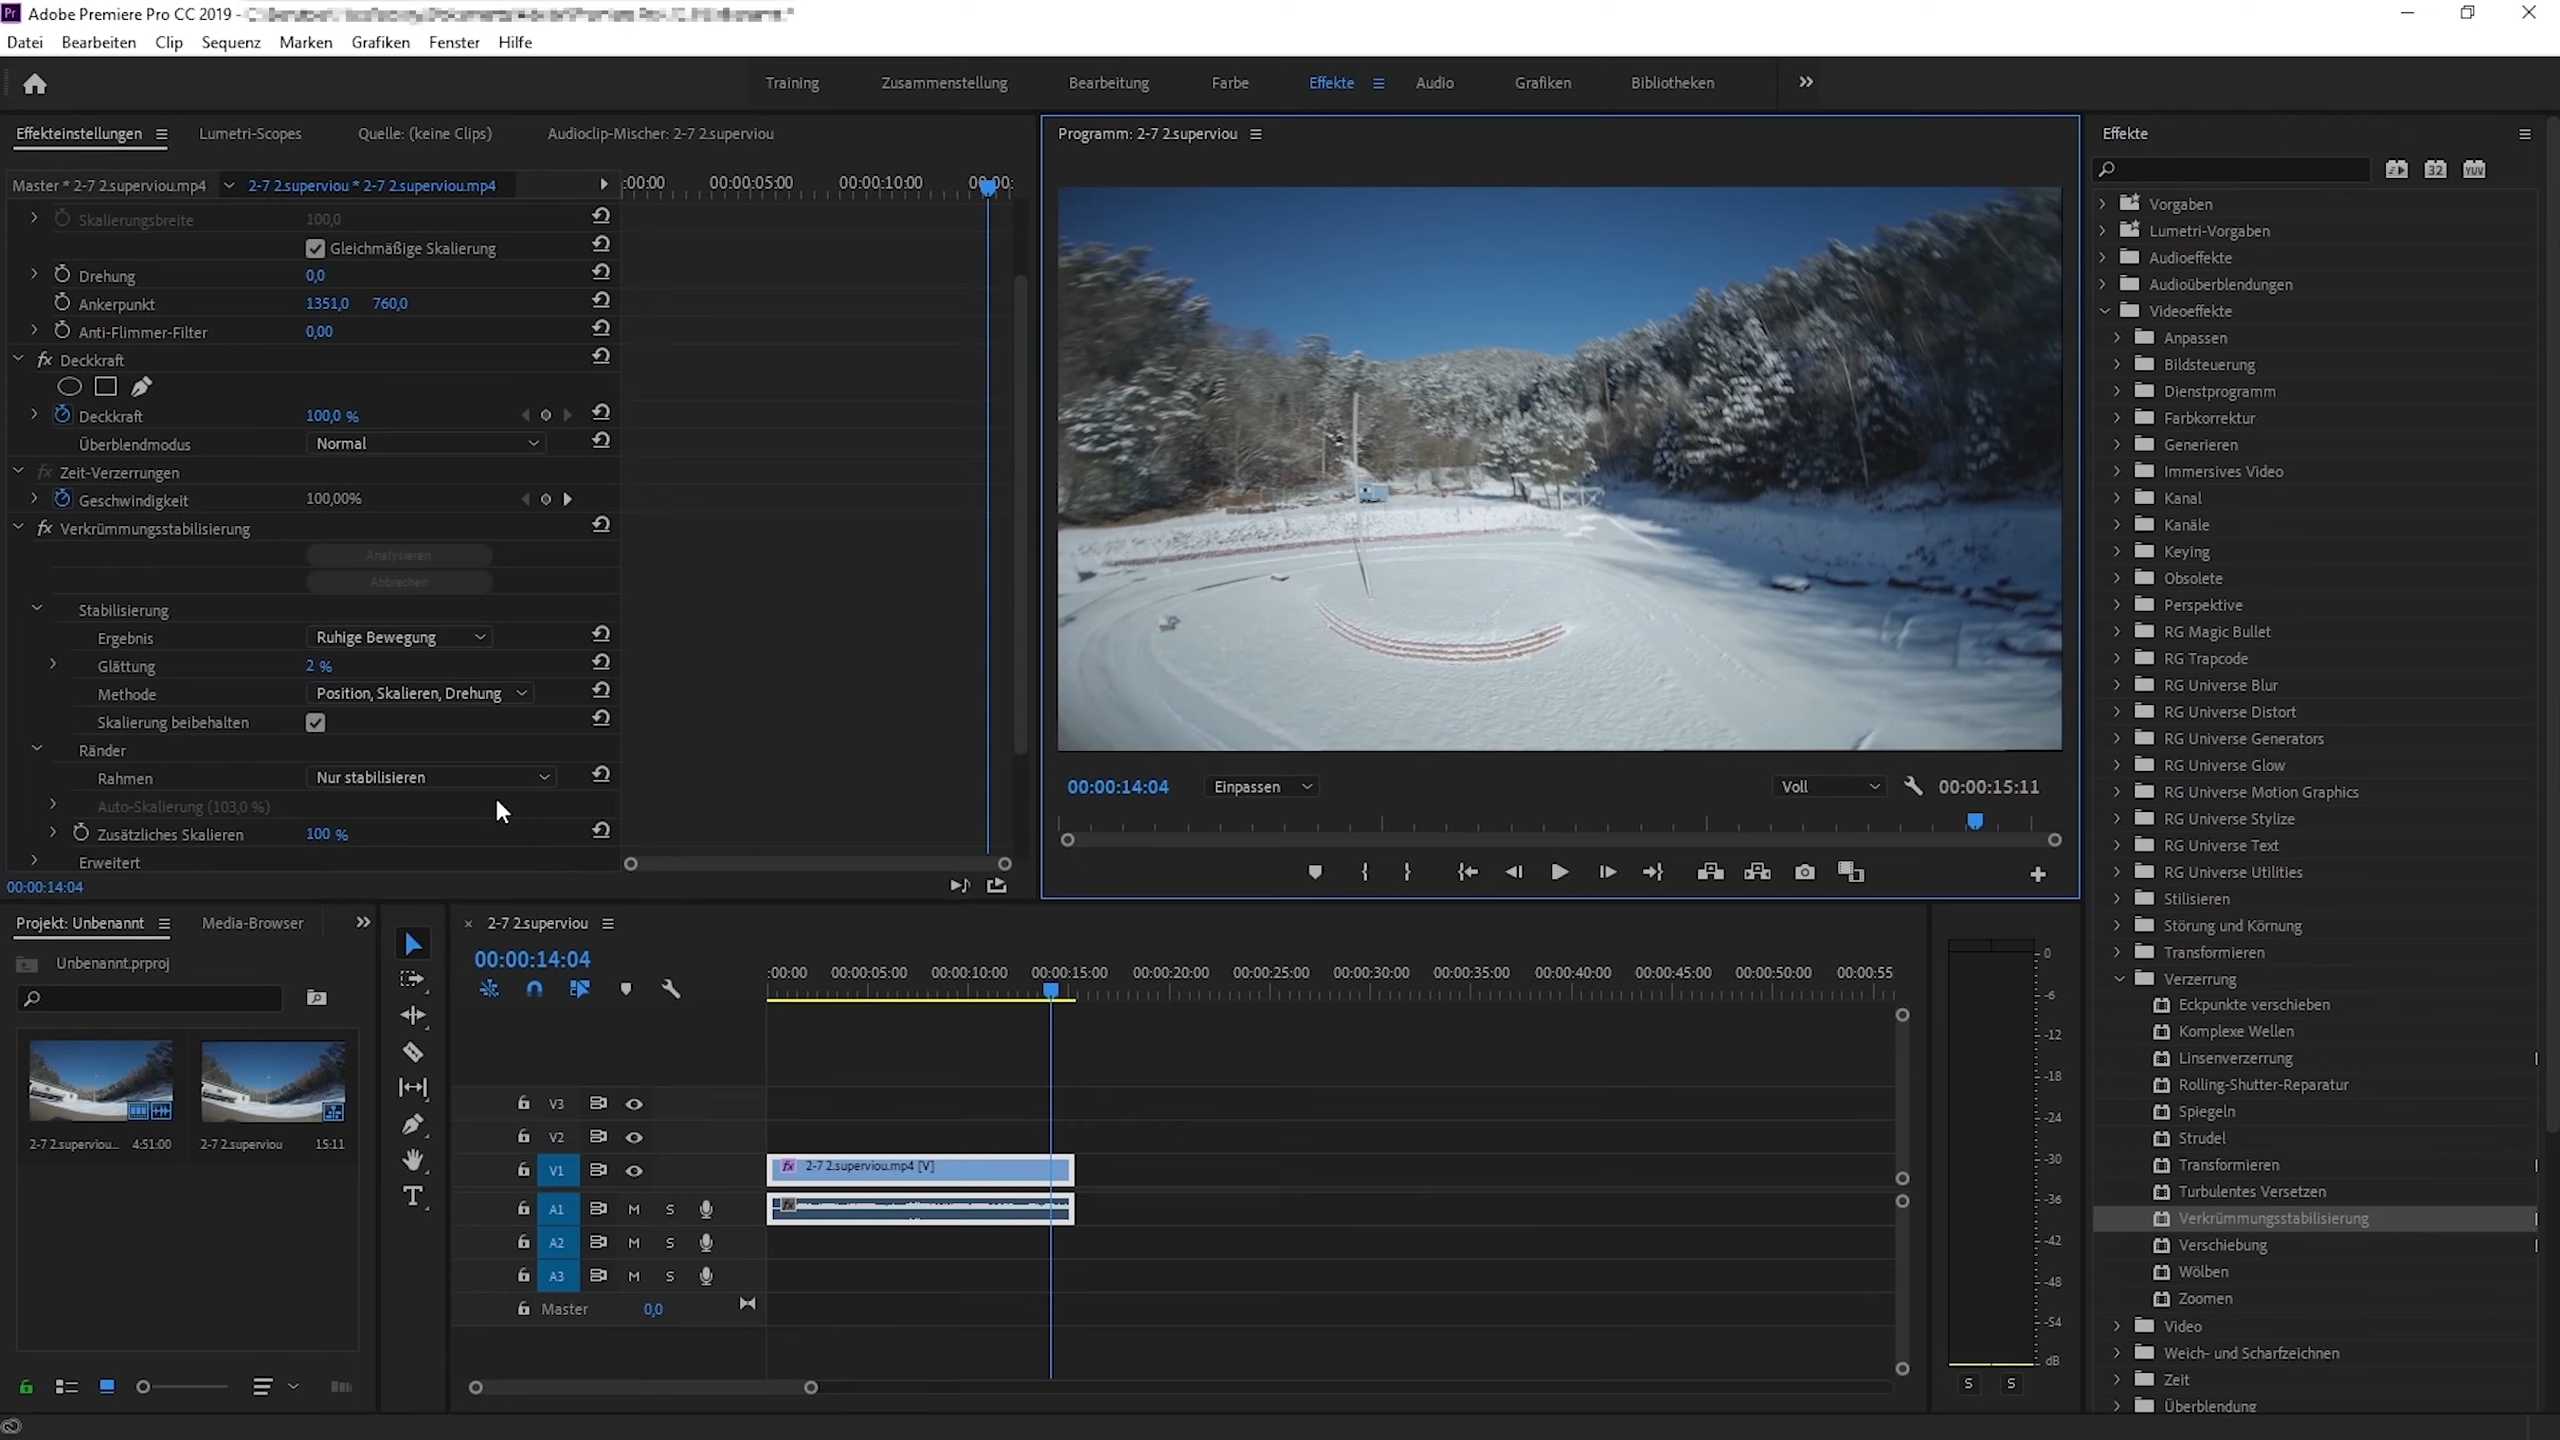 Adobe Premiere Pro CC 2019 -
Datei Bearbeiten Clip Sequenz Marken Grafiken Fenster Hilfe
Training Zusammenstellung Bearbeitung Farbe Effekte Audio Grafiken Bibliotheken
Effekteinstellungen Lumetri-Scopes Quelle: (keine Clips) Audioclip-Mischer: 2-7 2.superviou
Master * 2-7 2.superviou.mp4 2-7 2.superviou * 2-7 2.superviou.mp4
:00:00 00:00:05:00 00:00:10:00 00:00:
Skalierungsbreite 100,0
Gleichmäßige Skalierung
Drehung 0,0
Ankerpunkt 1351,0 760,0
Anti-Flimmer-Filter 0,00
fx Deckkraft
Deckkraft 100,0 %
Überblendmodus Normal
fx Zeit-Verzerrungen
Geschwindigkeit 100,00%
fx Verkrümmungsstabilisierung
Analysieren
Abbrechen
Stabilisierung
Ergebnis Ruhige Bewegung
Glättung 2 %
Methode Position, Skalieren, Drehung
Skalierung beibehalten
Ränder
Rahmen Nur stabilisieren
Auto-Skalierung (103,0 %)
Zusätzliches Skalieren 100 %
Erweitert
00:00:14:04
Programm: 2-7 2.superviou
00:00:14:04 Einpassen Voll 00:00:15:11
Effekte
32 YUV
Vorgaben
Lumetri-Vorgaben
Audioeffekte
Audioüberblendungen
Videoeffekte
Anpassen
Bildsteuerung
Dienstprogramm
Farbkorrektur
Generieren
Immersives Video
Kanal
Kanäle
Keying
Obsolete
Perspektive
RG Magic Bullet
RG Trapcode
RG Universe Blur
RG Universe Distort
RG Universe Generators
RG Universe Glow
RG Universe Motion Graphics
RG Universe Stylize
RG Universe Text
RG Universe Utilities
Stilisieren
Störung und Körnung
Transformieren
Verzerrung
Eckpunkte verschieben
Komplexe Wellen
Linsenverzerrung
Rolling-Shutter-Reparatur
Spiegeln
Strudel
Transformieren
Turbulentes Versetzen
Verkrümmungsstabilisierung
Verschiebung
Wölben
Zoomen
Video
Weich- und Scharfzeichnen
Zeit
Überblendung
Projekt: Unbenannt Media-Browser
Unbenannt.prproj
2-7 2.superviou... 4:51:00 2-7 2.superviou 15:11
2-7 2.superviou
00:00:14:04
:00:00 00:00:05:00 00:00:10:00 00:00:15:00 00:00:20:00 00:00:25:00 00:00:30:00 00:00:35:00 00:00:40:00 00:00:45:00 00:00:50:00 00:00:55
V3
V2
V1 fx 2-7 2.superviou.mp4 [V]
A1 M S fx
A2 M S
A3 M S
Master 0,0
0
-6
-12
-18
-24
-30
-36
-42
-48
-54
dB
S S